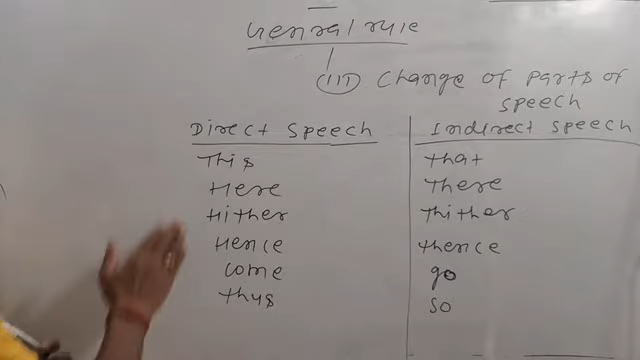 General rule
(III) Change of Parts of
speech
Direct speech Indirect speech
This that
Here There
Hither Thither
Hence thence
come go
thus so